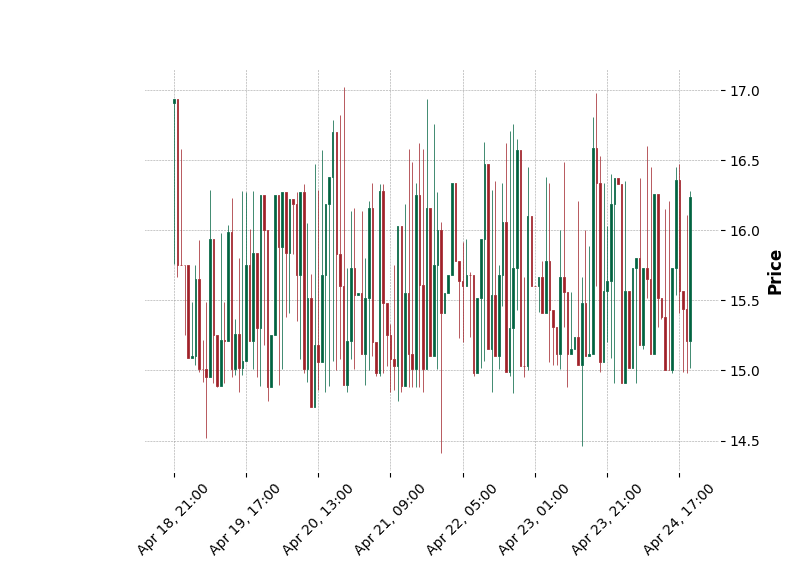 17.0
16.5
16.0
15.5
15.0
14.5
Price
Apr 18, 21:00
Apr 19, 17:00
Apr 20, 13:00
Apr 21, 09:00
Apr 22, 05:00
Apr 23, 01:00
Apr 23, 21:00
Apr 24, 17:00